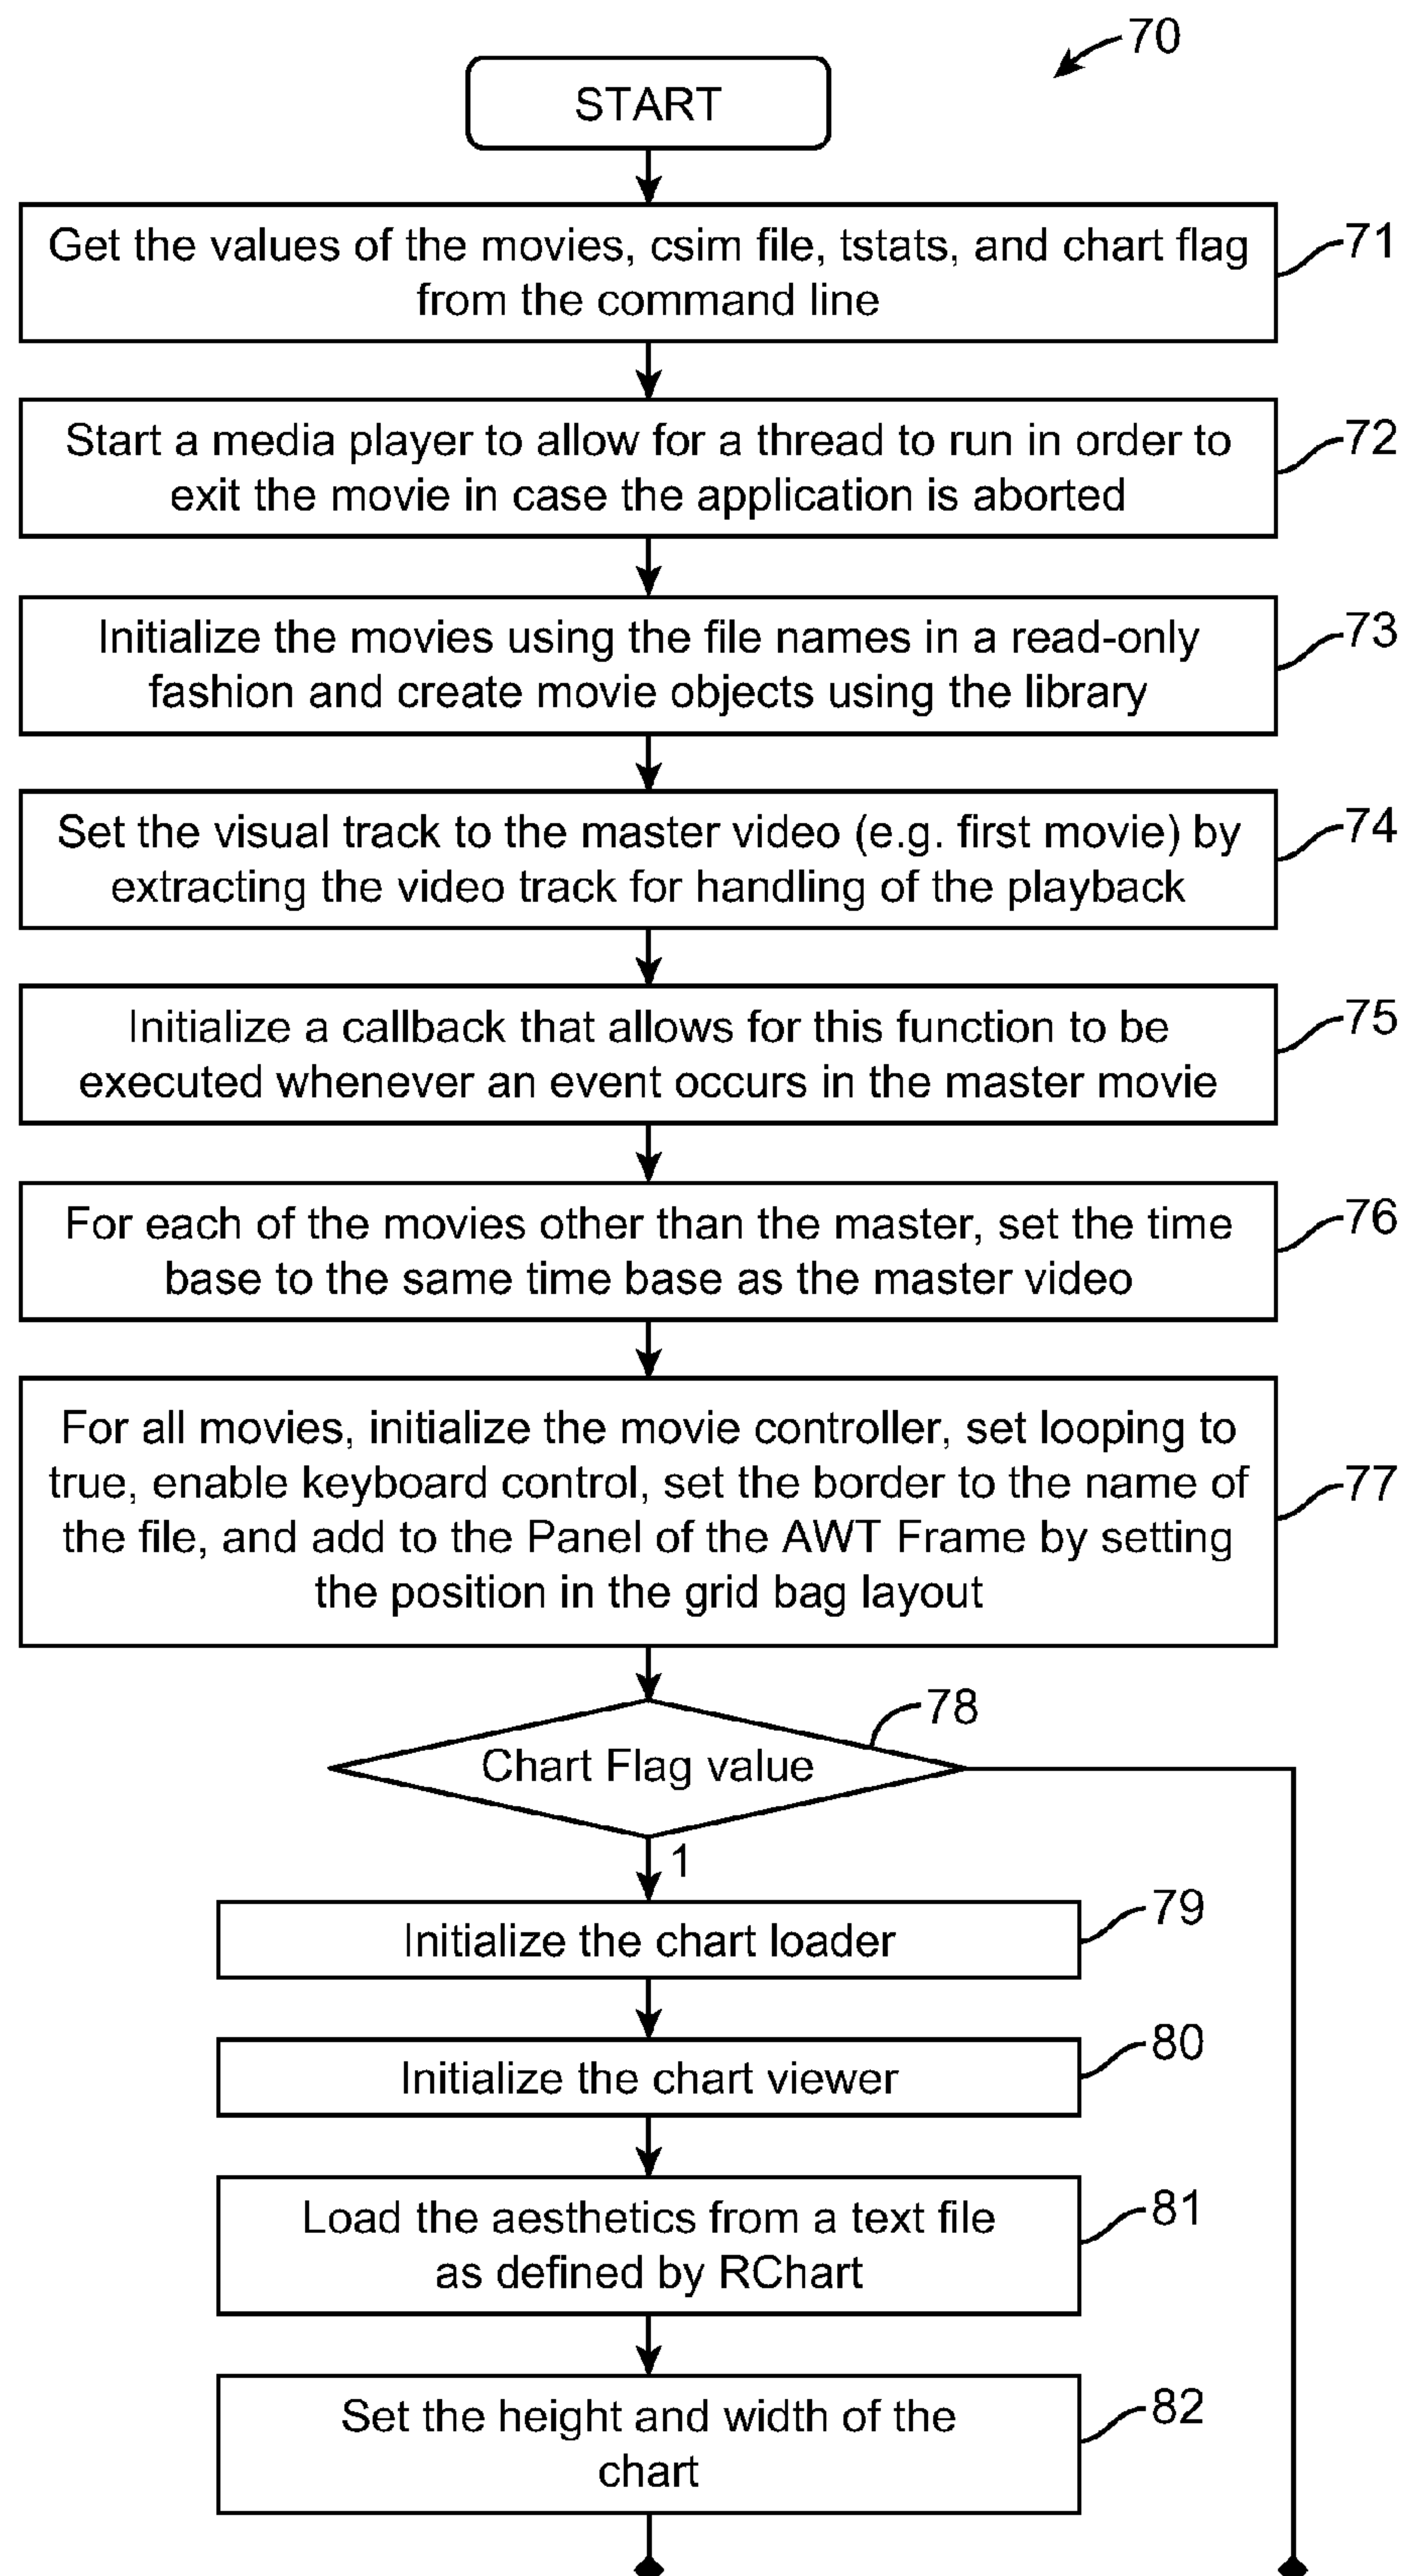 70
START
Get the values of the movies, csim file, tstats, and chart flag
from the command line
71
Start a media player to allow for a thread to run in order to
exit the movie in case the application is aborted
72
Initialize the movies using the file names in a read-only
fashion and create movie objects using the library
73
Set the visual track to the master video (e.g. first movie) by
extracting the video track for handling of the playback
74
Initialize a callback that allows for this function to be
executed whenever an event occurs in the master movie
75
For each of the movies other than the master, set the time
base to the same time base as the master video
76
For all movies, initialize the movie controller, set looping to
true, enable keyboard control, set the border to the name of
the file, and add to the Panel of the AWT Frame by setting
the position in the grid bag layout
77
78
Chart Flag value
1
Initialize the chart loader
79
Initialize the chart viewer
80
Load the aesthetics from a text file
as defined by RChart
81
Set the height and width of the
chart
82